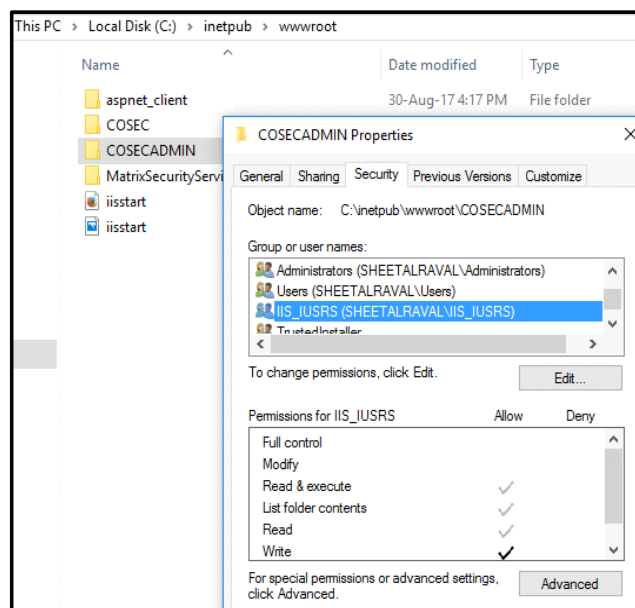 This PC > Local Disk (C:) > inetpub > wwwroot
Name Date modified Type
aspnet_client 30-Aug-17 4:17 PM File folder
COSEC
COSECADMIN
MatrixSecurityServi
iisstart
iisstart
COSECADMIN Properties
General Sharing Security Previous Versions Customize
Object name: C:\inetpub\wwwroot\COSECADMIN
Group or user names:
Administrators (SHEETALRAVAL\Administrators)
Users (SHEETALRAVAL\Users)
IIS_IUSRS (SHEETALRAVAL\IIS_IUSRS)
TrustedInstaller
To change permissions, click Edit.
Edit...
Permissions for IIS_IUSRS Allow Deny
Full control
Modify
Read & execute
List folder contents
Read
Write
For special permissions or advanced settings,
click Advanced.
Advanced